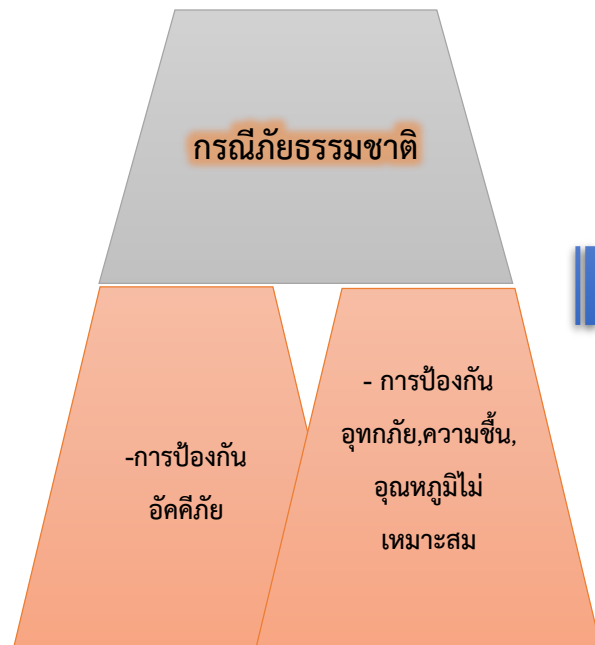 กรณีภัยธรรมชาติ
-การป้องกัน
อัคคีภัย
- การป้องกัน
อุทกภัย,ความชื้น,
อุณหภูมิไม่
เหมาะสม